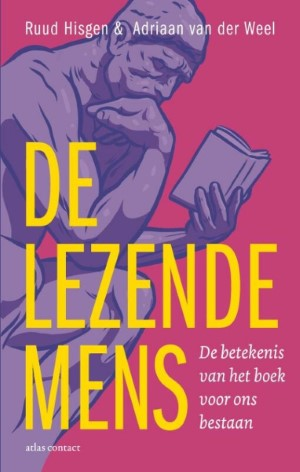 Ruud Hisgen & Adriaan van der Weel
DE
LEZENDE
MENS
De betekenis
van het boek
voor ons
bestaan
atlas contact